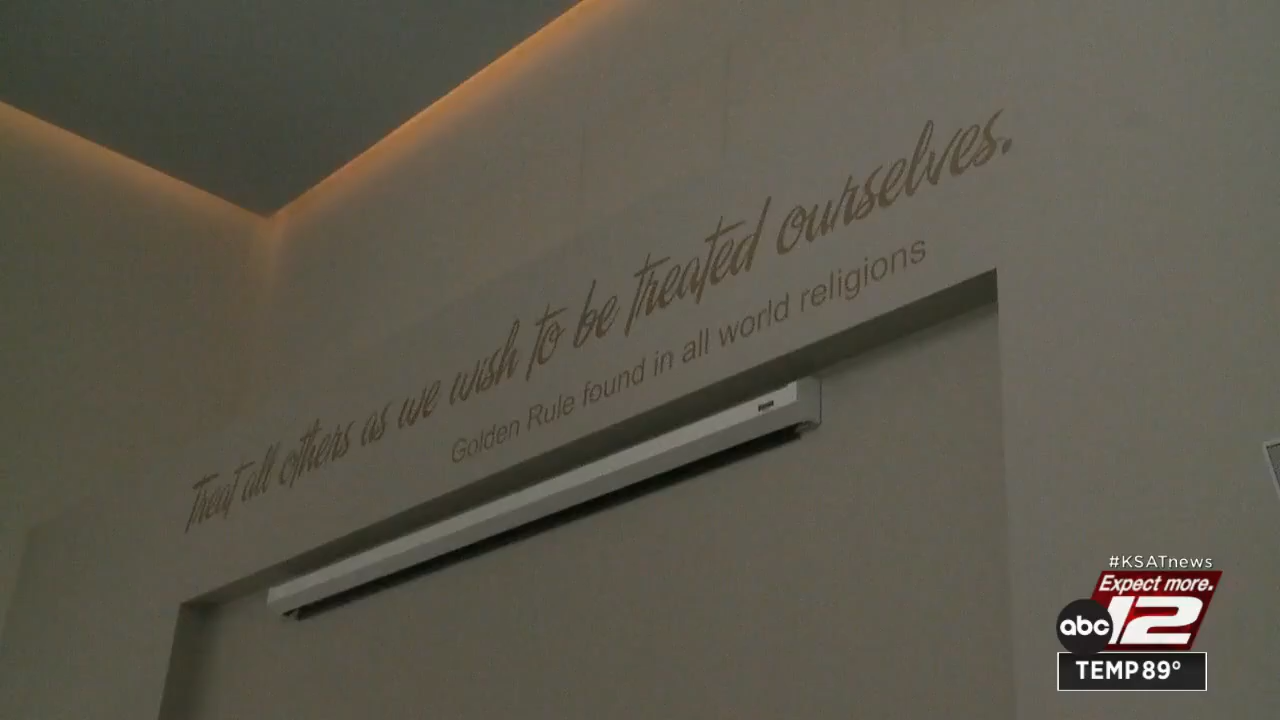 Treat all others as we wish to be treated ourselves.
Golden Rule found in all world religions
#KSATnews
Expect more.
abc 12
TEMP 89°